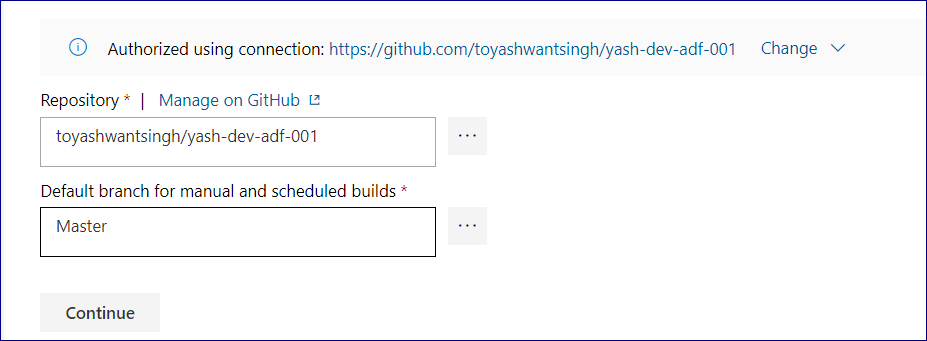 Authorized using connection: https://github.com/toyashwantsingh/yash-dev-adf-001 Change
Repository * | Manage on GitHub
toyashwantsingh/yash-dev-adf-001
...
Default branch for manual and scheduled builds *
Master
...
Continue